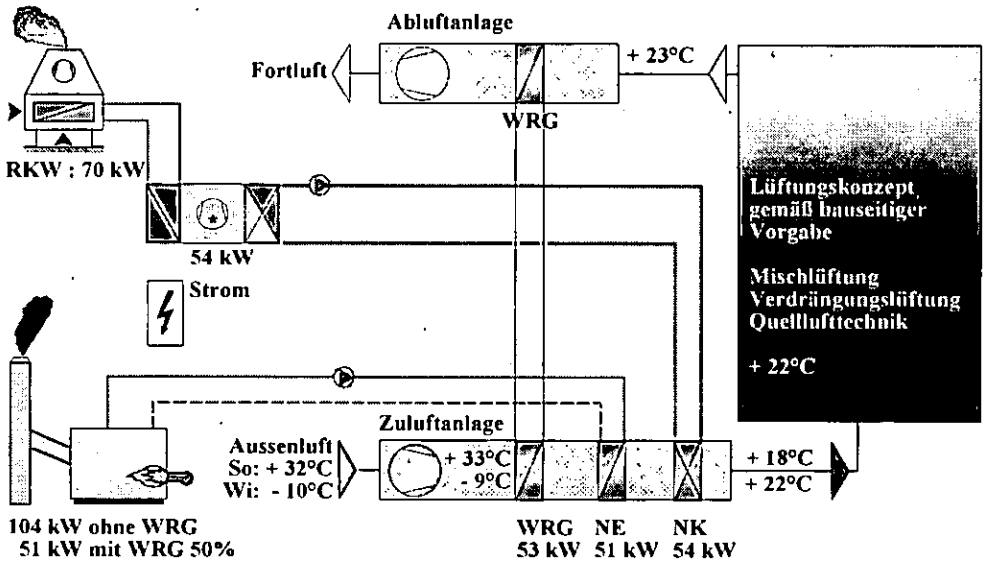 Abluftanlage
Fortluft
+ 23°C
WRG
RKW : 70 kW
54 kW
Strom
Lüftungskonzept
gemäß bauseitiger
Vorgabe
Mischlüftung
Verdrängungslüftung
Quelllufttechnik
+ 22°C
Zuluftanlage
Aussenluft
So: + 32°C
Wi: - 10°C
+ 33°C
- 9°C
+ 18°C
+ 22°C
104 kW ohne WRG
51 kW mit WRG 50%
WRG NE NK
53 kW 51 kW 54 kW